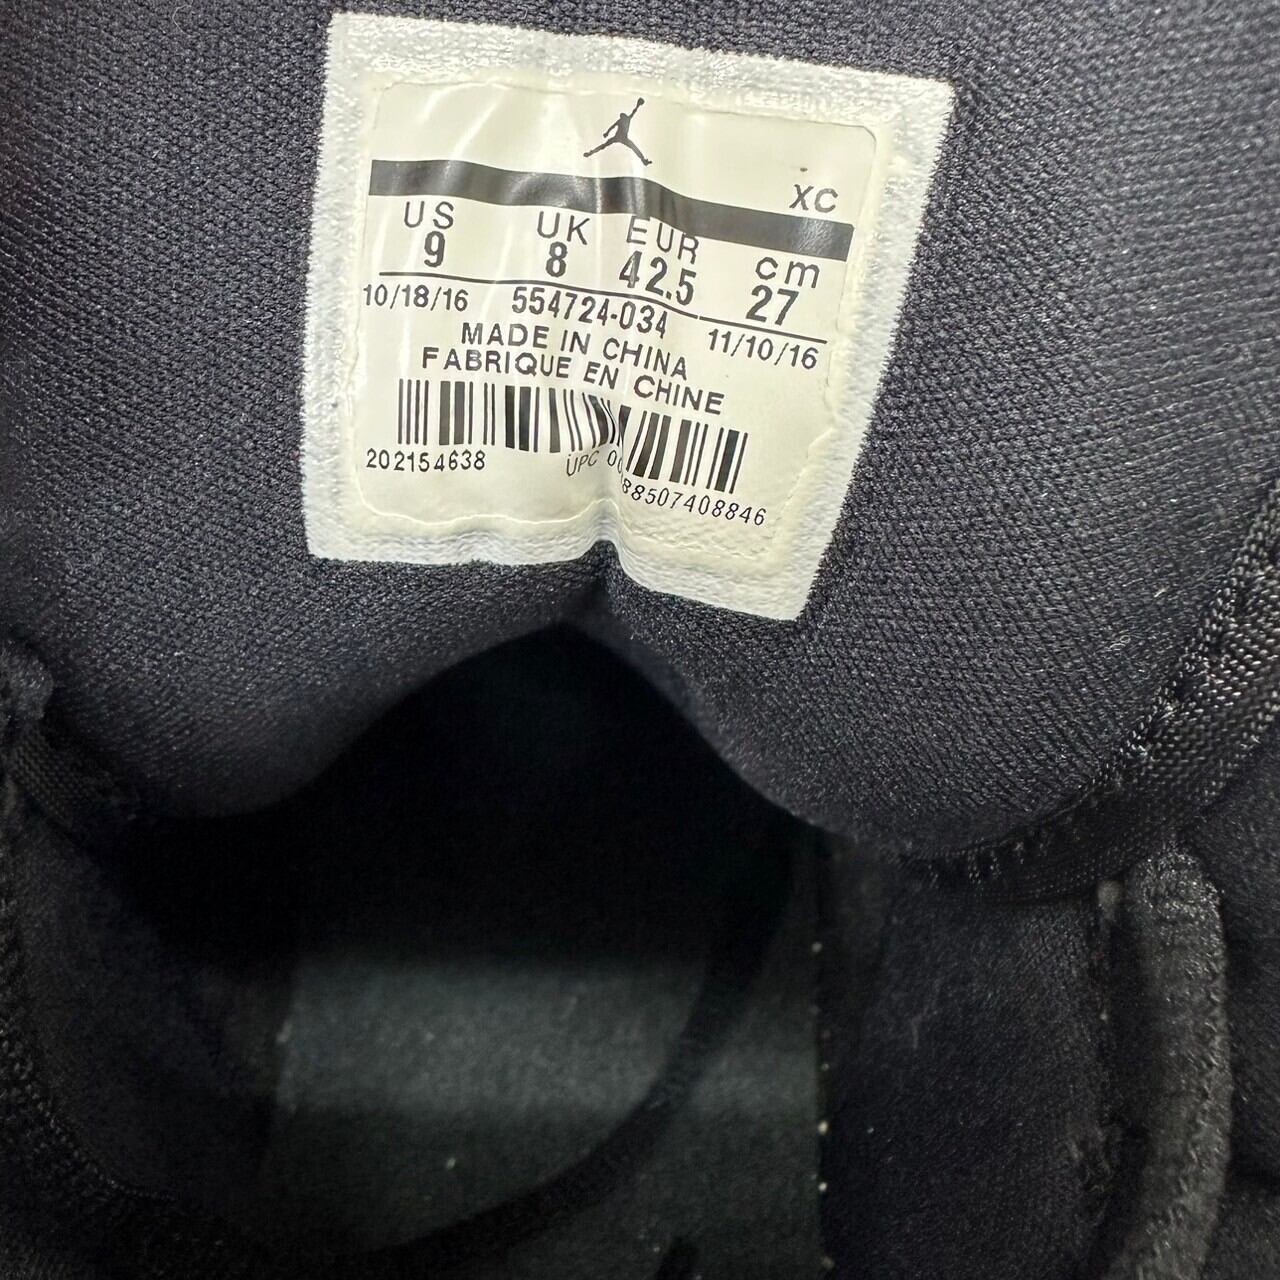 XC
US UK EUR cm
9 8 42.5 27
10/18/16 554724-034 11/10/16
MADE IN CHINA
FABRIQUE EN CHINE
202154638 UPC 00 88507408846